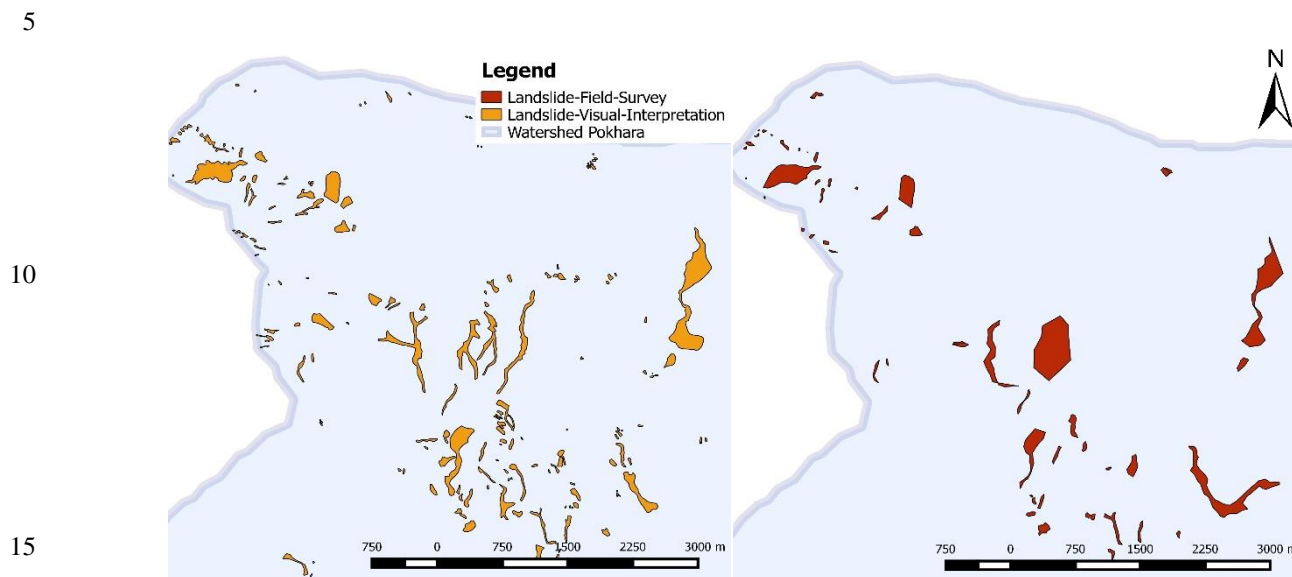 5
N
Legend
Landslide-Field-Survey
Landslide-Visual-Interpretation
Watershed Pokhara
10
15
750 0 750 1500 2250 3000 m
750 0 750 1500 2250 3000 m